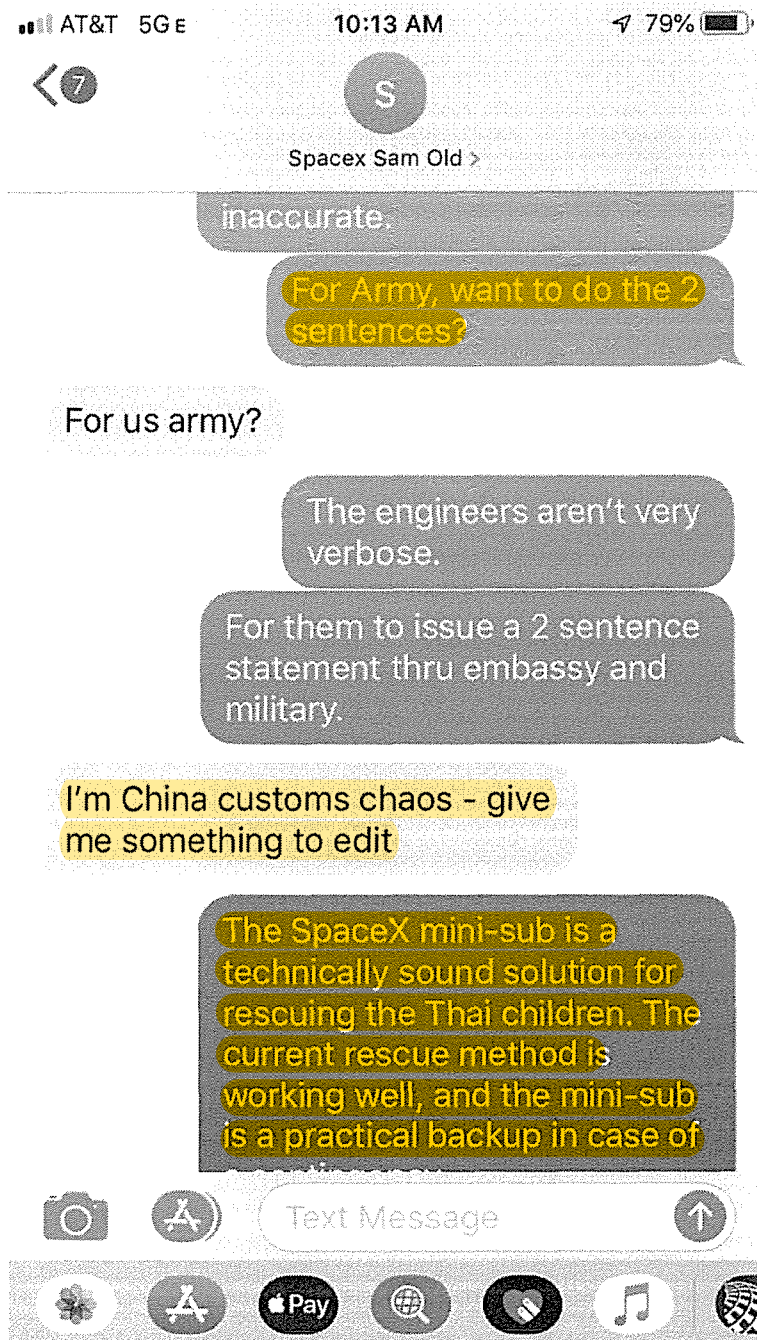 AT&T 5GE 10:13 AM 79%
7
S
Spacex Sam Old >
inaccurate.
For Army, want to do the 2
sentences?
For us army?
The engineers aren't very
verbose.
For them to issue a 2 sentence
statement thru embassy and
military.
I'm China customs chaos - give
me something to edit
The SpaceX mini-sub is a
technically sound solution for
rescuing the Thai children. The
current rescue method is
working well, and the mini-sub
is a practical backup in case of
Text Message
Pay